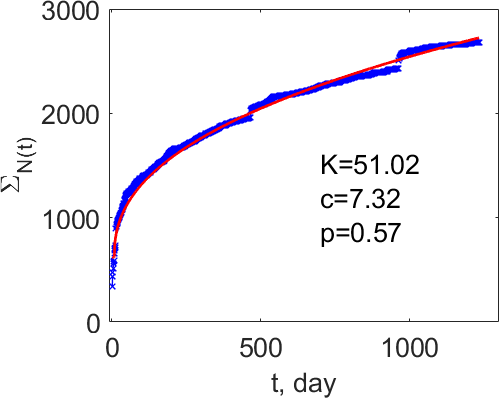 3000
2000
1000
0
Σ_N(t)
K=51.02
c=7.32
p=0.57
0 500 1000
t, day